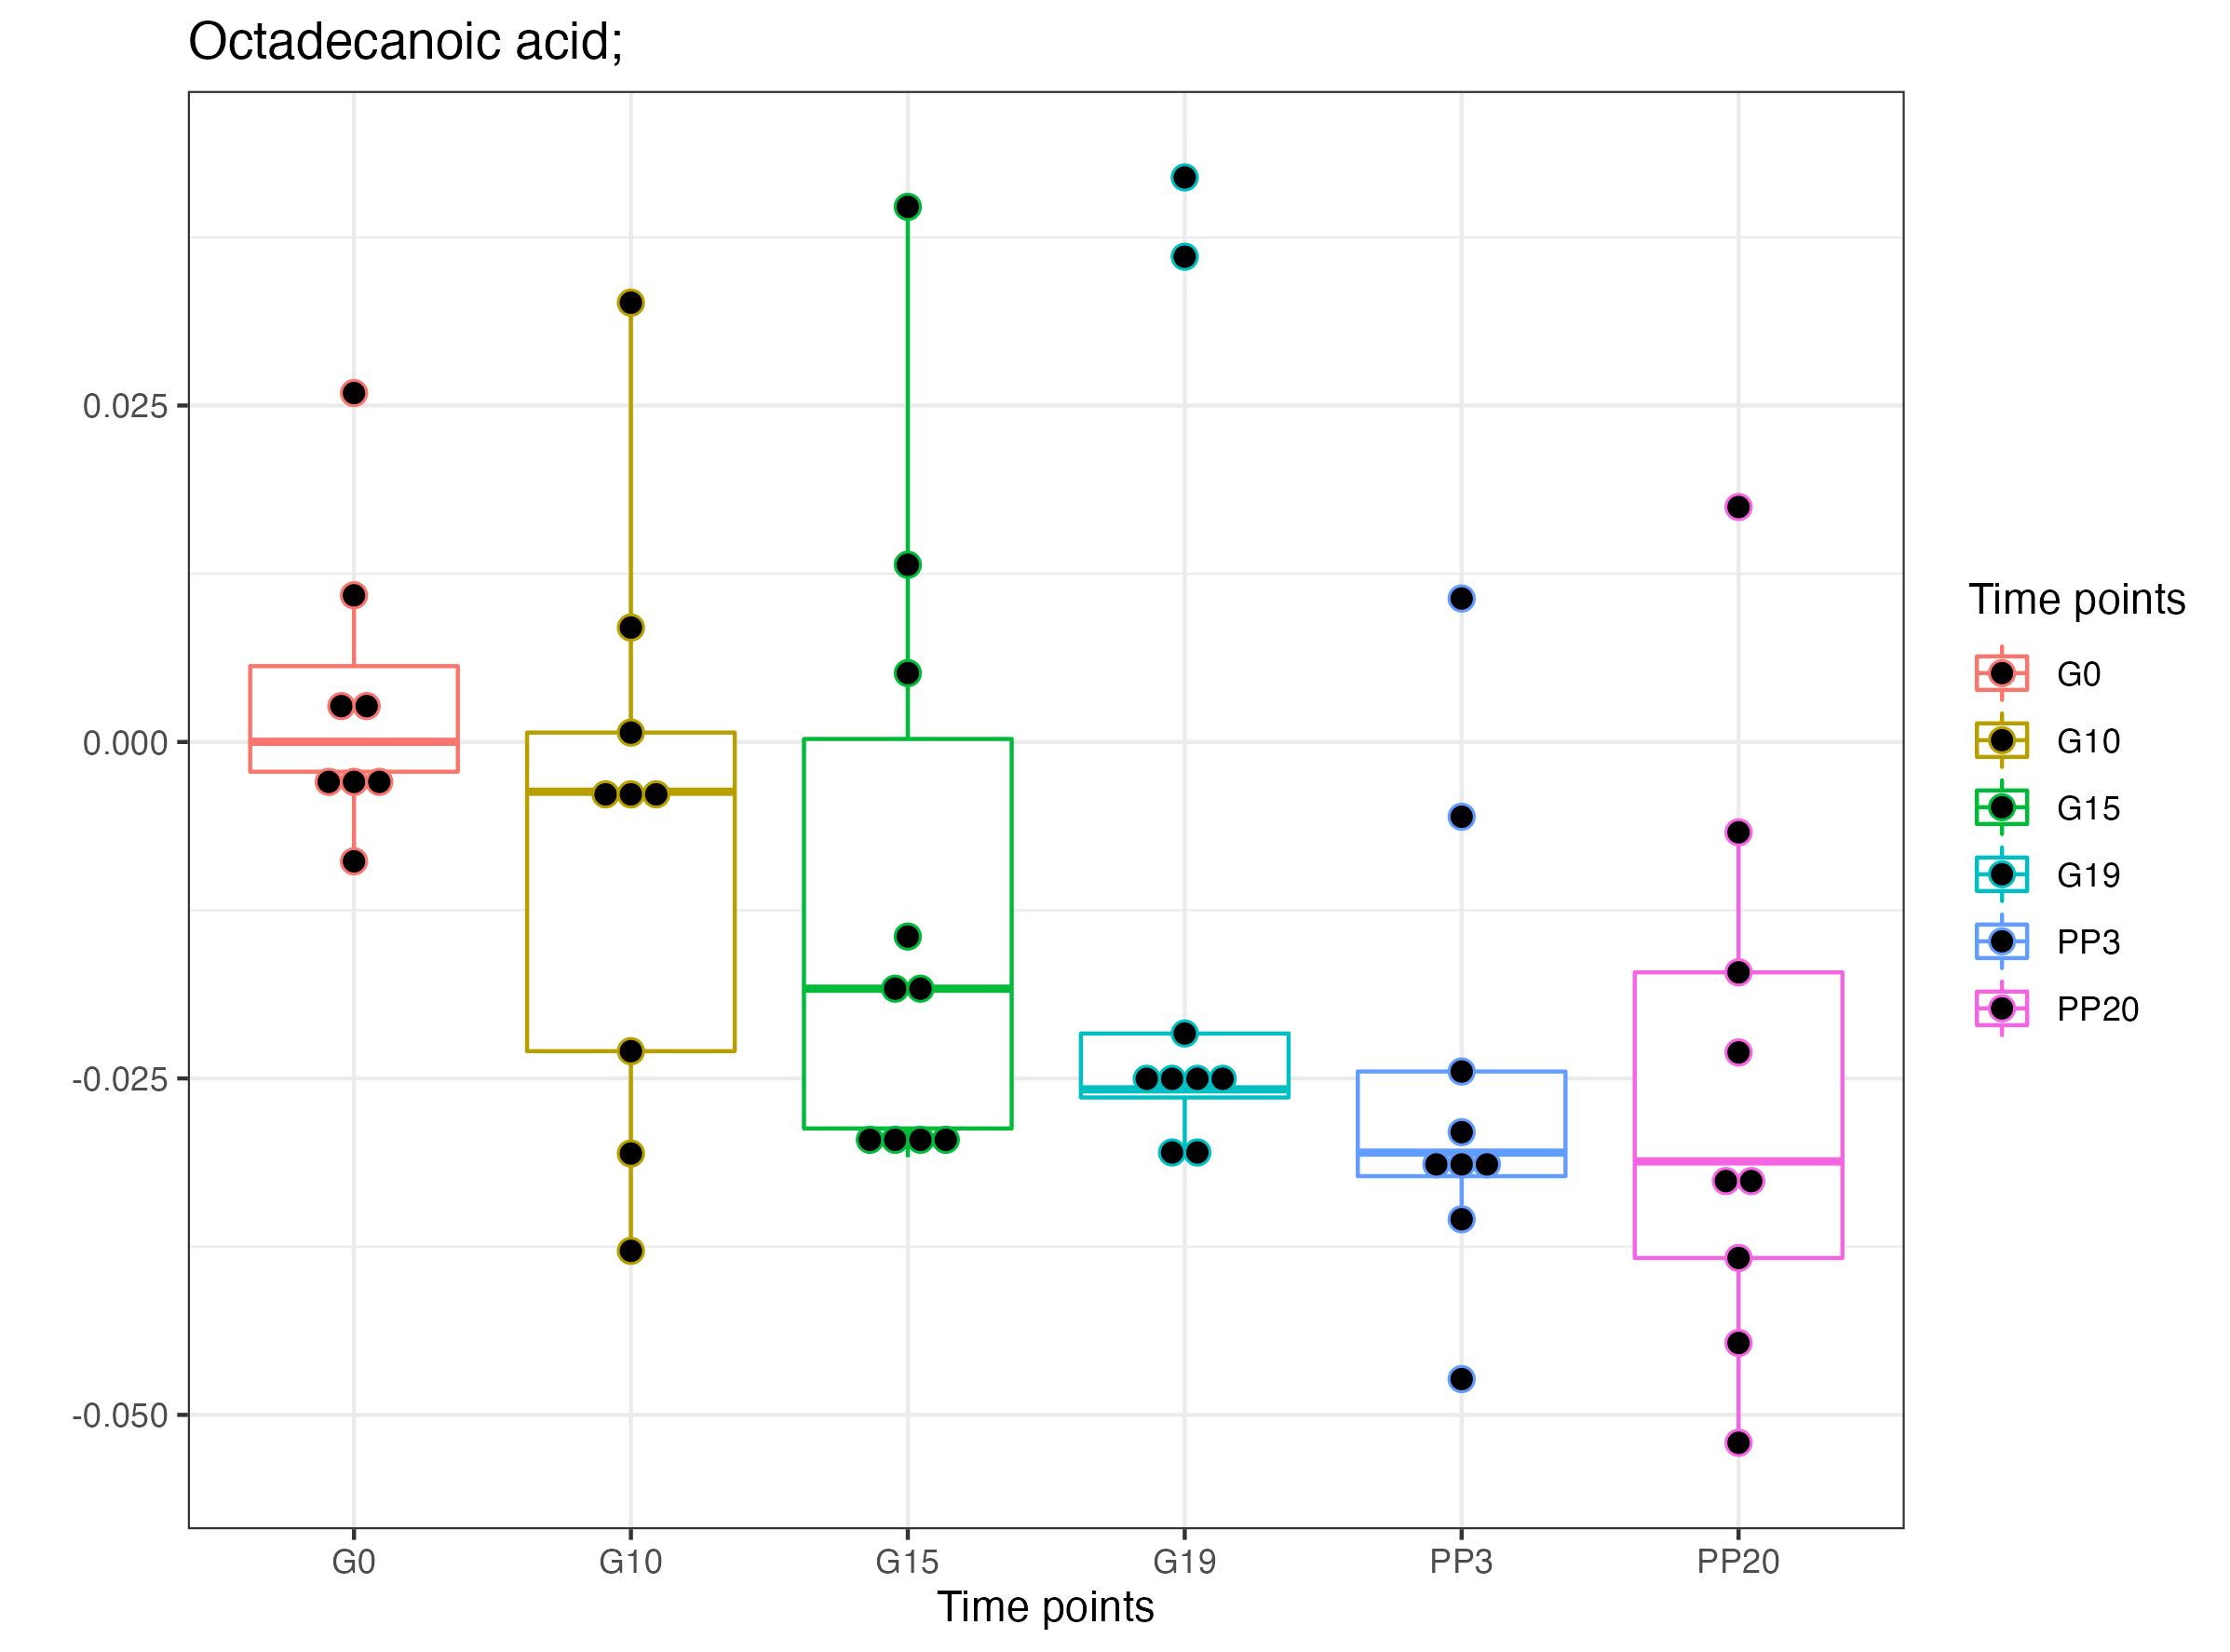 Octadecanoic acid;
0.025
0.000
-0.025
-0.050
G0 G10 G15 G19 PP3 PP20
Time points
Time points
G0
G10
G15
G19
PP3
PP20